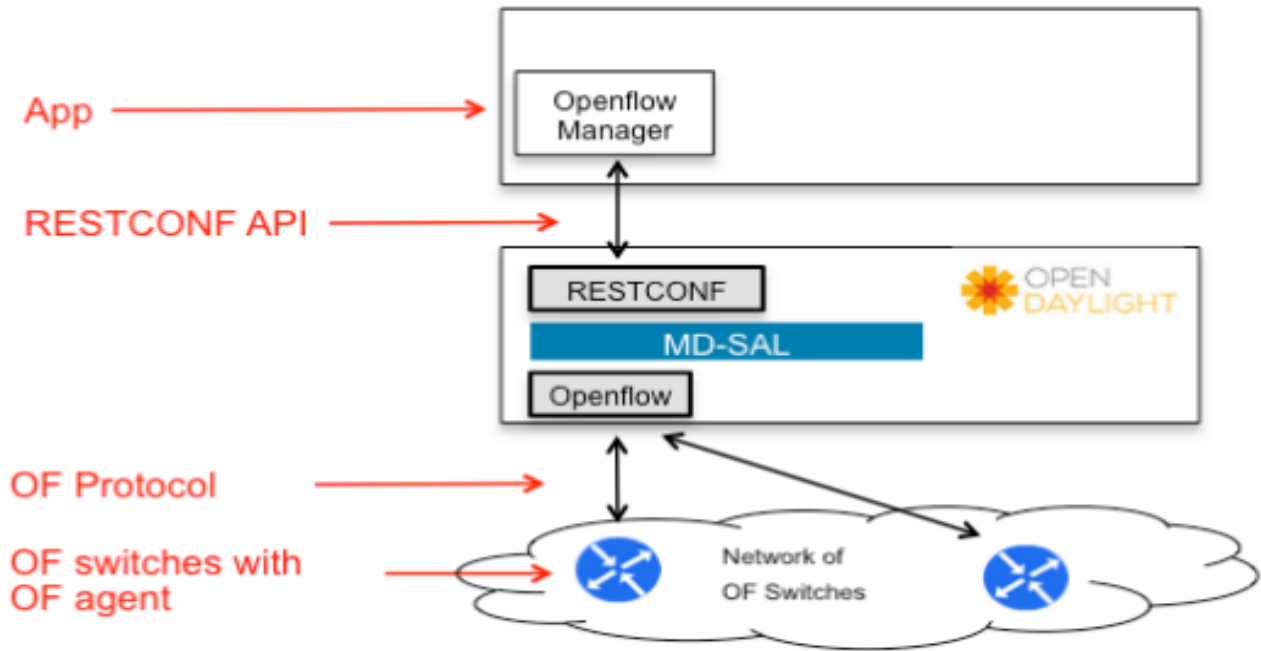 Openflow
Manager
App
RESTCONF API
RESTCONF
OPEN
DAYLIGHT
MD-SAL
Openflow
OF Protocol
OF switches with
OF agent
Network of
OF Switches